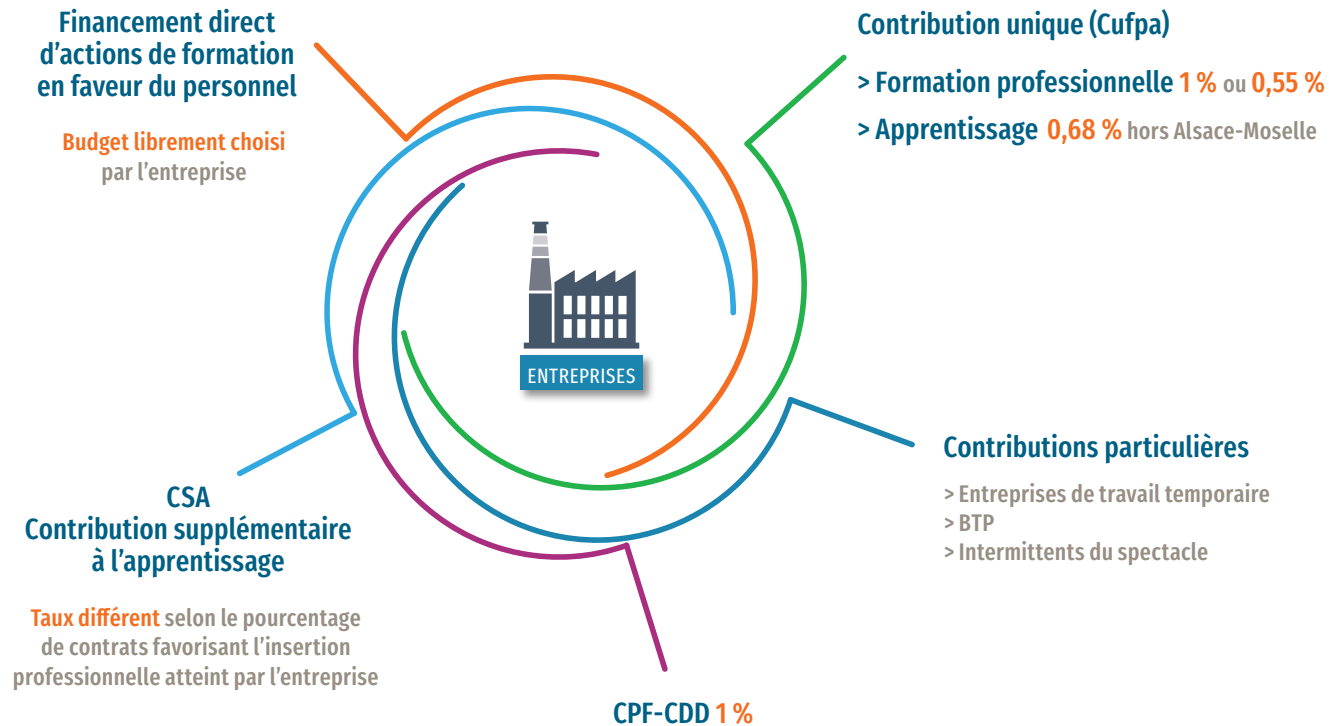 Financement direct
d’actions de formation
en faveur du personnel
Budget librement choisi
par l’entreprise
Contribution unique (Cufpa)
> Formation professionnelle 1 % ou 0,55 %
> Apprentissage 0,68 % hors Alsace-Moselle
ENTREPRISES
Contributions particulières
> Entreprises de travail temporaire
> BTP
> Intermittents du spectacle
CSA
Contribution supplémentaire
à l’apprentissage
Taux différent selon le pourcentage
de contrats favorisant l’insertion
professionnelle atteint par l’entreprise
CPF-CDD 1 %